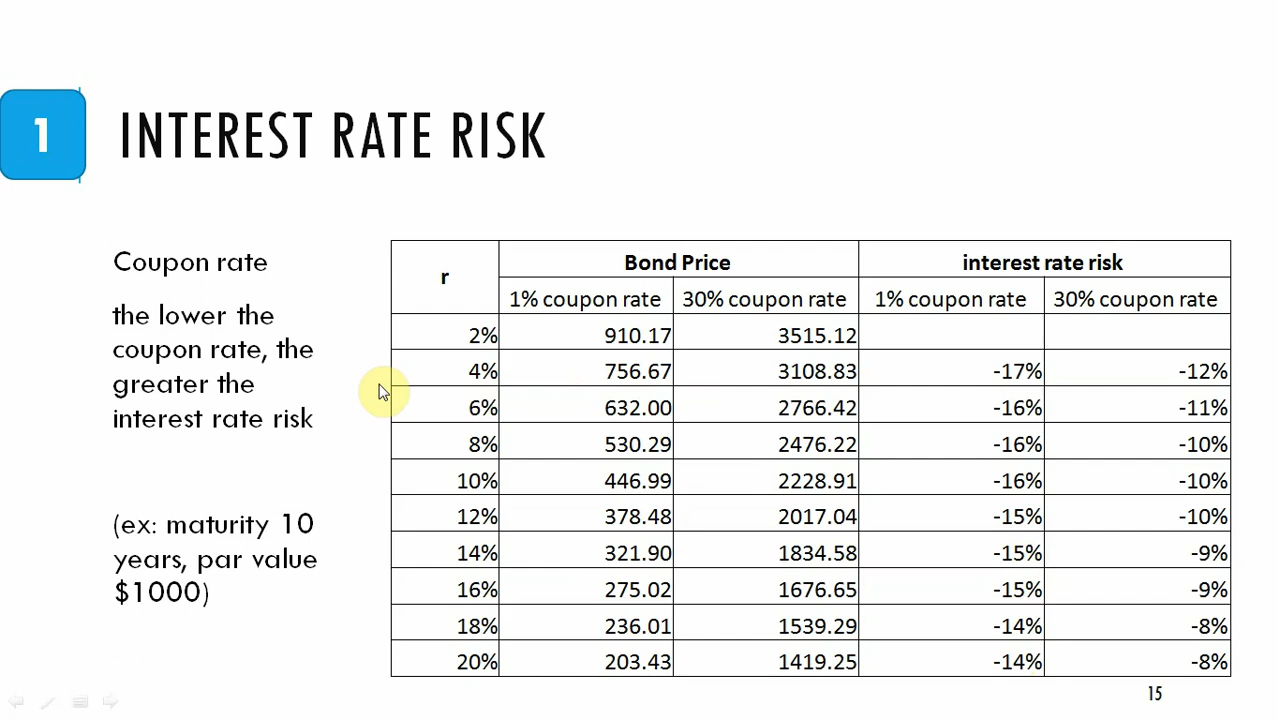 1
INTEREST RATE RISK
Coupon rate
the lower the
coupon rate, the
greater the
interest rate risk
(ex: maturity 10
years, par value
$1000)
r Bond Price interest rate risk
1% coupon rate 30% coupon rate 1% coupon rate 30% coupon rate
2% 910.17 3515.12
4% 756.67 3108.83 -17% -12%
6% 632.00 2766.42 -16% -11%
8% 530.29 2476.22 -16% -10%
10% 446.99 2228.91 -16% -10%
12% 378.48 2017.04 -15% -10%
14% 321.90 1834.58 -15% -9%
16% 275.02 1676.65 -15% -9%
18% 236.01 1539.29 -14% -8%
20% 203.43 1419.25 -14% -8%
15